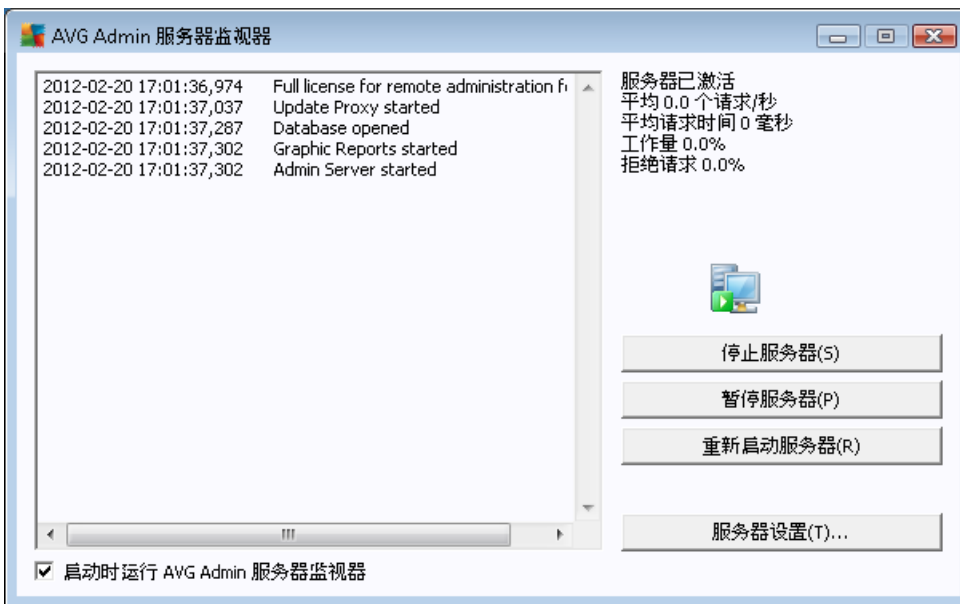 AVG Admin 服务器监视器
2012-02-20 17:01:36,974 Full license for remote administration
2012-02-20 17:01:37,037 Update Proxy started
2012-02-20 17:01:37,287 Database opened
2012-02-20 17:01:37,302 Graphic Reports started
2012-02-20 17:01:37,302 Admin Server started
服务器已激活
平均 0.0 个请求/秒
平均请求时间 0 毫秒
工作量 0.0%
拒绝请求 0.0%
停止服务器(S)
暂停服务器(P)
重新启动服务器(R)
服务器设置(T)...
启动时运行 AVG Admin 服务器监视器